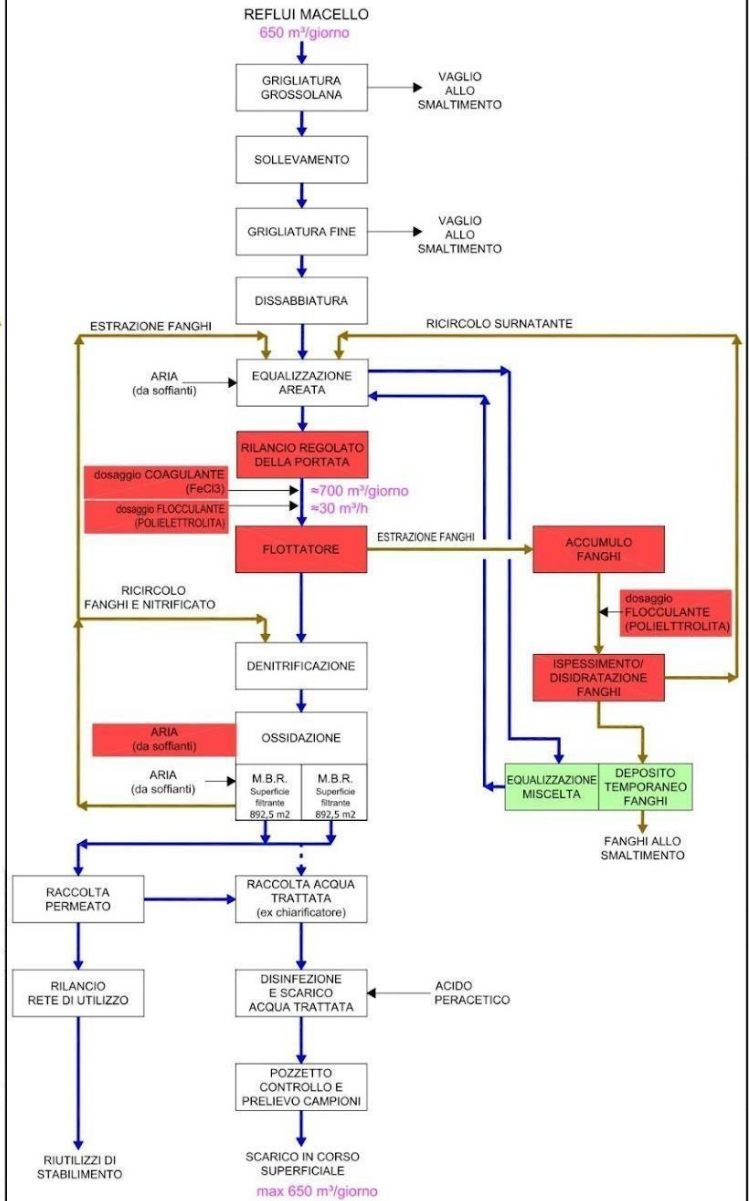 REFLUI MACELLO
650 m³/giorno
GRIGLIATURA
GROSSOLANA
VAGLIO
ALLO
SMALTIMENTO
SOLLEVAMENTO
GRIGLIATURA FINE
VAGLIO
ALLO
SMALTIMENTO
DISSABBIATURA
ESTRAZIONE FANGHI
RICIRCOLO SURNATANTE
ARIA
(da soffianti)
EQUALIZZAZIONE
AREATA
RILANCIO REGOLATO
DELLA PORTATA
dosaggio COAGULANTE
(FeCl3)
≈700 m³/giorno
dosaggio FLOCCULANTE
(POLIELETTROLITA)
≈30 m³/h
FLOTTATORE
ESTRAZIONE FANGHI
ACCUMULO
FANGHI
RICIRCOLO
FANGHI E NITRIFICATO
dosaggio
FLOCCULANTE
(POLIELTTROLITA)
DENITRIFICAZIONE
ISPESSIMENTO/
DISIDRATAZIONE
FANGHI
ARIA
(da soffianti)
OSSIDAZIONE
ARIA
(da soffianti)
M.B.R.
Superficie
filtrante
892,5 m2
M.B.R.
Superficie
filtrante
892,5 m2
EQUALIZZAZIONE
MISCELTA
DEPOSITO
TEMPORANEO
FANGHI
FANGHI ALLO
SMALTIMENTO
RACCOLTA
PERMEATO
RACCOLTA ACQUA
TRATTATA
(ex chiarificatore)
RILANCIO
RETE DI UTILIZZO
DISINFEZIONE
E SCARICO
ACQUA TRATTATA
ACIDO
PERACETICO
POZZETTO
CONTROLLO E
PRELIEVO CAMPIONI
RIUTILIZZI DI
STABILIMENTO
SCARICO IN CORSO
SUPERFICIALE
max 650 m³/giorno